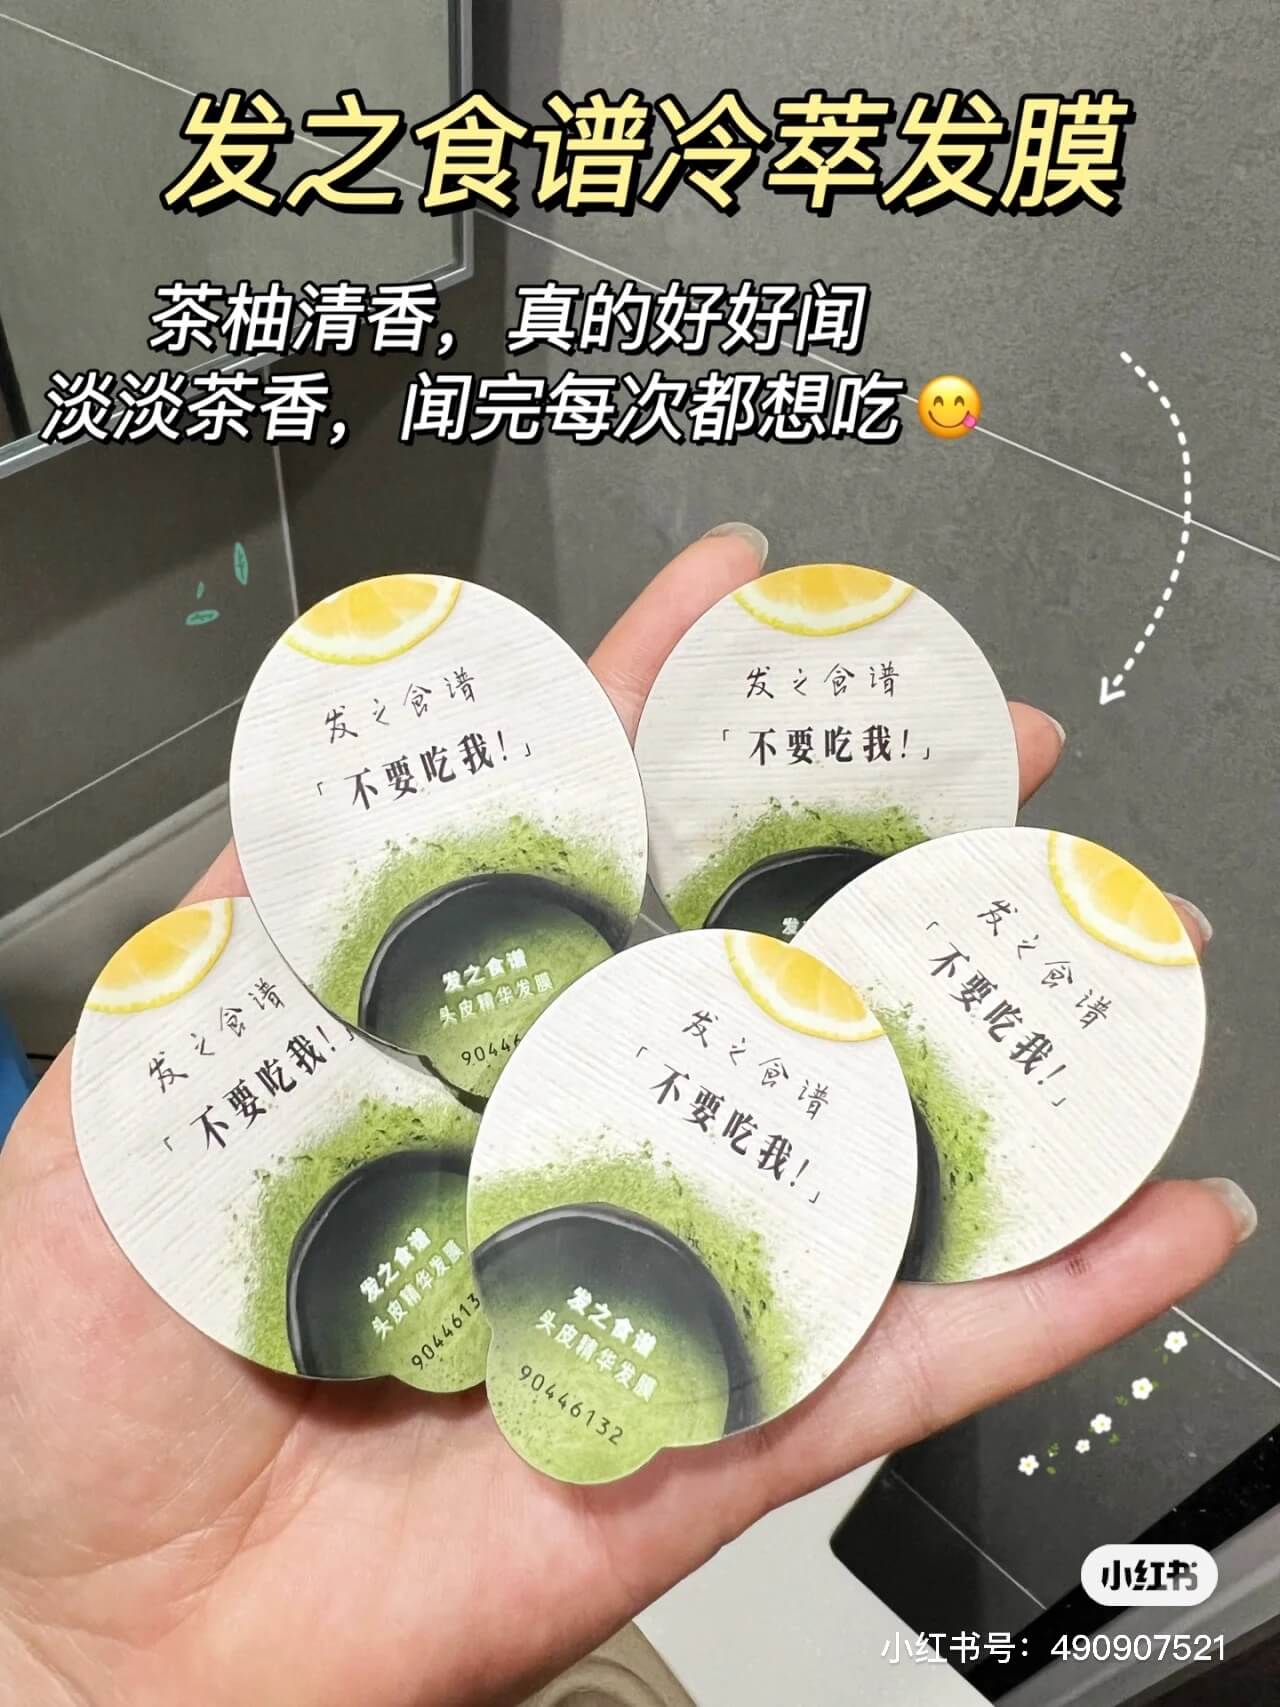 发之食谱冷萃发膜
茶柚清香，真的好好闻
淡淡茶香，闻完每次都想吃😋
发之食谱
「不要吃我！」
发之食谱
头皮精华发膜
90446
发之食谱
「不要吃我！」
发
发之食谱
「不要吃我！」
发之食谱
「不要吃我！」
发之食谱
头皮精华发膜
9044613
发之食谱
「不要吃我！」
发之食谱
头皮精华发膜
90446132
小红书
小红书号：490907521